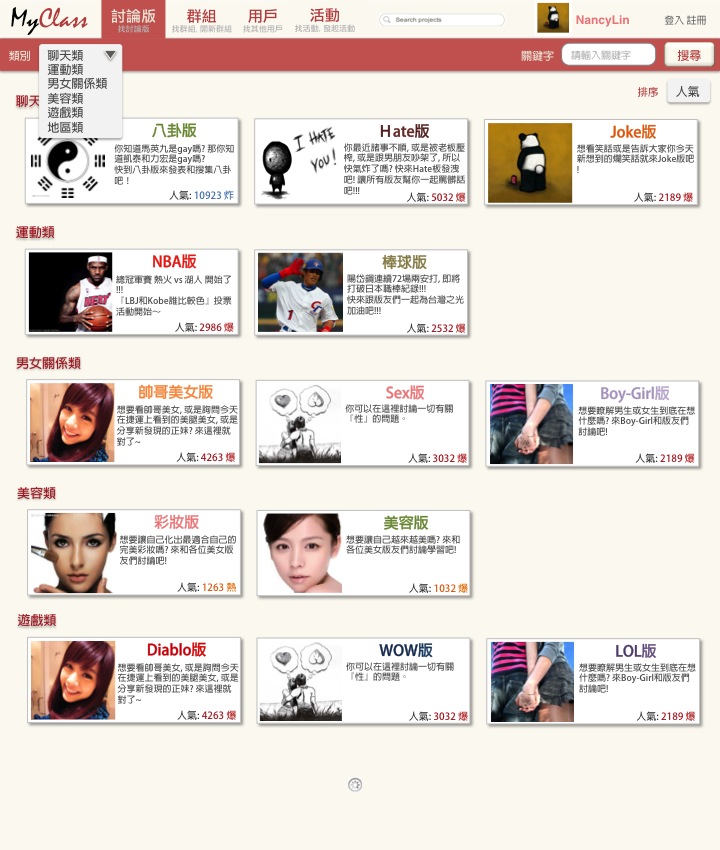 MyClass
討論版
找討論版
群組
找群組, 開新群組
用戶
找其他用戶
活動
找活動, 發起活動
Search projects
NancyLin
登入 註冊
類別
聊天類
運動類
男女關係類
美容類
遊戲類
地區類
關鍵字
請輸入關鍵字
搜尋
排序
人氣
聊天
八卦版
你知道馬英九是gay嗎? 那你知
道凱泰和力宏是gay嗎?
快到八卦版來發表和搜集八卦
吧！
人氣: 10923 炸
I HATE
YOU!
Hate版
你最近諸事不順, 或是被老板壓
榨, 或是跟男朋友吵架了, 所以
快氣炸了嗎? 快來Hate板發洩
吧! 讓所有版友幫你一起罵髒話
吧!!!
人氣: 5032 爆
Joke版
想看笑話或是告訴大家你今天
新想到的爛笑話就來Joke版吧
!
人氣: 2189 爆
運動類
NBA版
總冠軍賽 熱火 vs 湖人 開始了
!!!
『LBJ和Kobe誰比較色』投票
活動開始～
人氣: 2986 爆
棒球版
陽岱鋼連續72場兩安打, 即將
打破日本職棒紀錄!!!
快來跟版友們一起為台灣之光
加油吧!!!
人氣: 2532 爆
男女關係類
帥哥美女版
想要看帥哥美女, 或是詢問今天
在捷運上看到的美腿美女, 或是
分享新發現的正妹? 來這裡就
對了~
人氣: 4263 爆
Sex版
你可以在這裡討論一切有關
『性』的問題。
人氣: 3032 爆
Boy-Girl版
想要瞭解男生或女生到底在想
什麼嗎? 來Boy-Girl和版友們
討論吧!
人氣: 2189 爆
美容類
彩妝版
想要讓自己化出最適合自己的
完美彩妝嗎? 來和各位美女版
友們討論吧!
人氣: 1263 熱
美容版
想要讓自己越來越美嗎? 來和
各位美女版友們討論學習吧!
人氣: 1032 爆
遊戲類
Diablo版
想要看帥哥美女, 或是詢問今天
在捷運上看到的美腿美女, 或是
分享新發現的正妹? 來這裡就
對了~
人氣: 4263 爆
WOW版
你可以在這裡討論一切有關
『性』的問題。
人氣: 3032 爆
LOL版
想要瞭解男生或女生到底在想
什麼嗎? 來Boy-Girl和版友們
討論吧!
人氣: 2189 爆